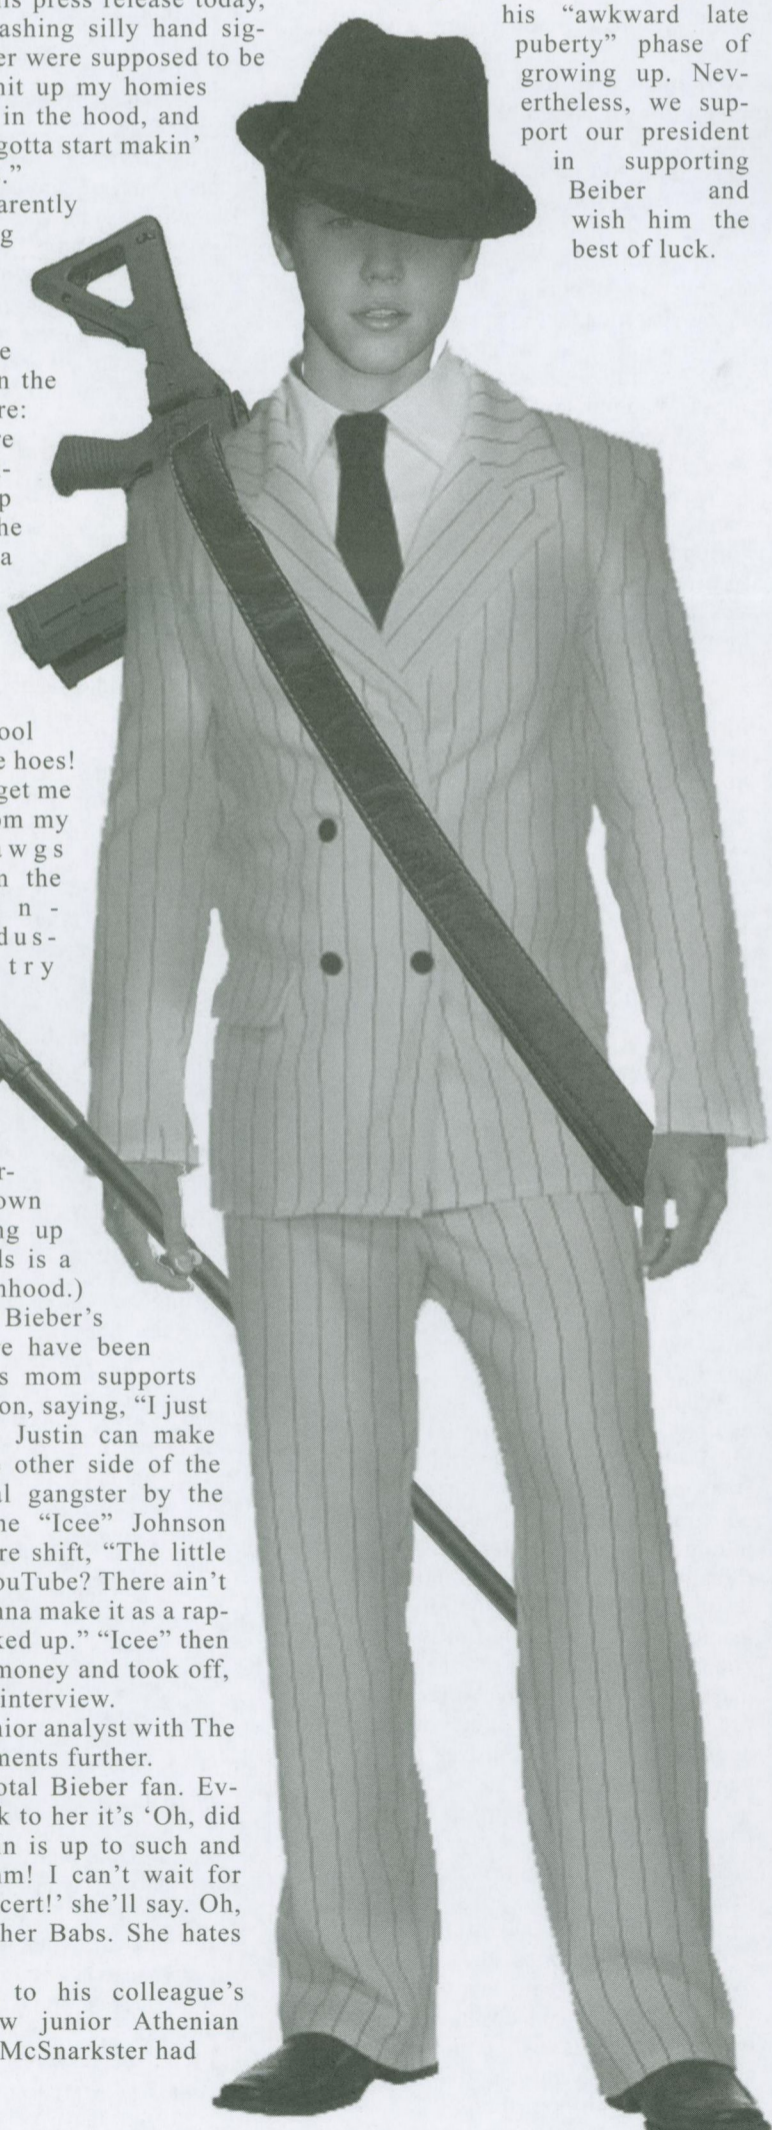 is press release today,
ashing silly hand sig-
er were supposed to be
hit up my homies
in the hood, and
gotta start makin'
.”
arently
g
e
n the
re:
re
-
p
he
a
ool
e hoes!
get me
om my
a w g s
n the
n -
d u s -
t r y
r-
own
ng up
ls is a
nhood.)
Bieber's
re have been
s mom supports
on, saying, “I just
Justin can make
e other side of the
al gangster by the
me “Icee” Johnson
re shift, “The little
ouTube? There ain't
nna make it as a rap-
ked up.” “Icee” then
money and took off,
interview.
nior analyst with The
ments further.
otal Bieber fan. Ev-
k to her it's ‘Oh, did
n is up to such and
m! I can't wait for
cert!’ she'll say. Oh,
her Babs. She hates
to his colleague's
w junior Athenian
McSnarkster had
his “awkward late
puberty” phase of
growing up. Nev-
ertheless, we sup-
port our president
in supporting
Beiber and
wish him the
best of luck.